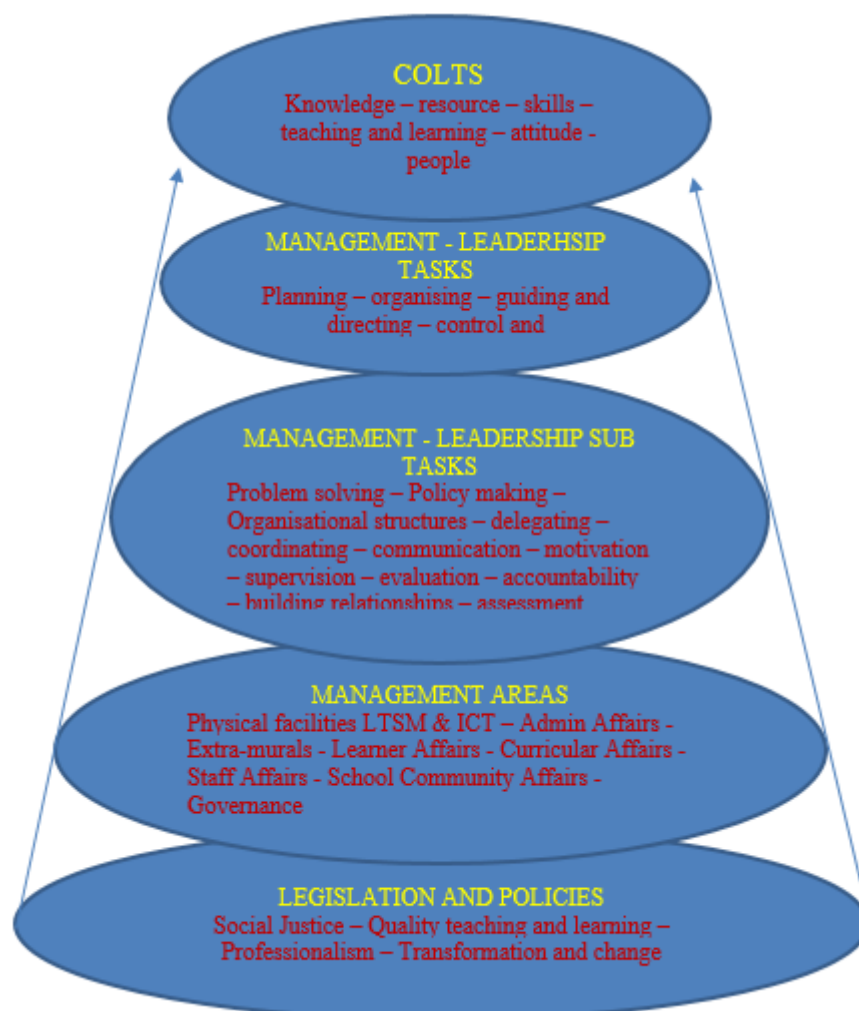 COLTS
Knowledge – resource – skills –
teaching and learning – attitude -
people
MANAGEMENT - LEADERHSIP
TASKS
Planning – organising – guiding and
directing – control and
MANAGEMENT - LEADERSHIP SUB
TASKS
Problem solving – Policy making –
Organisational structures – delegating –
coordinating – communication – motivation
– supervision – evaluation – accountability
– building relationships – assessment
MANAGEMENT AREAS
Physical facilities LTSM & ICT – Admin Affairs -
Extra-murals - Learner Affairs - Curricular Affairs -
Staff Affairs - School Community Affairs -
Governance
LEGISLATION AND POLICIES
Social Justice – Quality teaching and learning –
Professionalism – Transformation and change